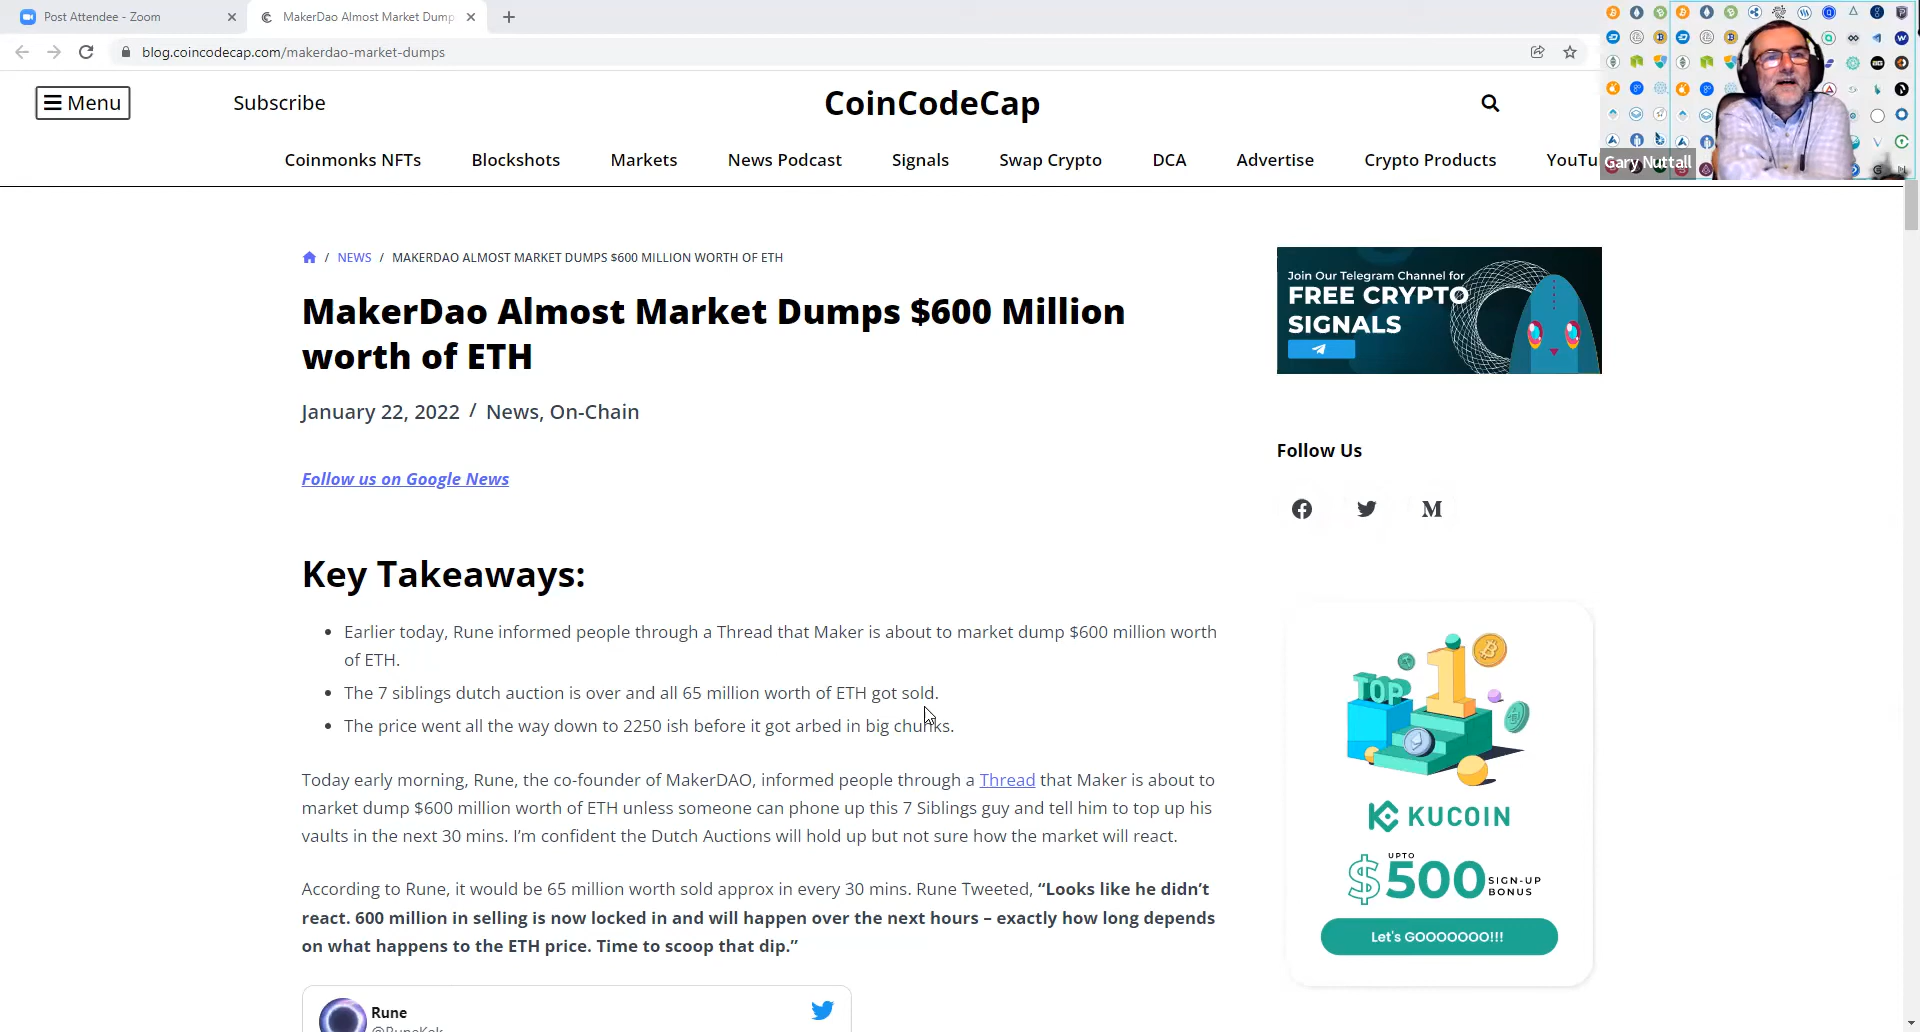 Post Attendee - Zoom
MakerDao Almost Market Dump
blog.coincodecap.com/makerdao-market-dumps
Menu
Subscribe
CoinCodeCap
Coinmonks NFTs
Blockshots
Markets
News Podcast
Signals
Swap Crypto
DCA
Advertise
Crypto Products
YouTu
Gary Nuttall
/ NEWS / MAKERDAO ALMOST MARKET DUMPS $600 MILLION WORTH OF ETH
MakerDao Almost Market Dumps $600 Million
worth of ETH
January 22, 2022 / News, On-Chain
Follow us on Google News
Key Takeaways:
• Earlier today, Rune informed people through a Thread that Maker is about to market dump $600 million worth
of ETH.
• The 7 siblings dutch auction is over and all 65 million worth of ETH got sold.
• The price went all the way down to 2250 ish before it got arbed in big chunks.
Today early morning, Rune, the co-founder of MakerDAO, informed people through a Thread that Maker is about to
market dump $600 million worth of ETH unless someone can phone up this 7 Siblings guy and tell him to top up his
vaults in the next 30 mins. I’m confident the Dutch Auctions will hold up but not sure how the market will react.
According to Rune, it would be 65 million worth sold approx in every 30 mins. Rune Tweeted, “Looks like he didn’t
react. 600 million in selling is now locked in and will happen over the next hours – exactly how long depends
on what happens to the ETH price. Time to scoop that dip.”
Rune
@RuneKek
Join Our Telegram Channel for
FREE CRYPTO
SIGNALS
Follow Us
TOP 1
KUCOIN
UPTO
$500 SIGN-UP
BONUS
Let's GOOOOOOO!!!